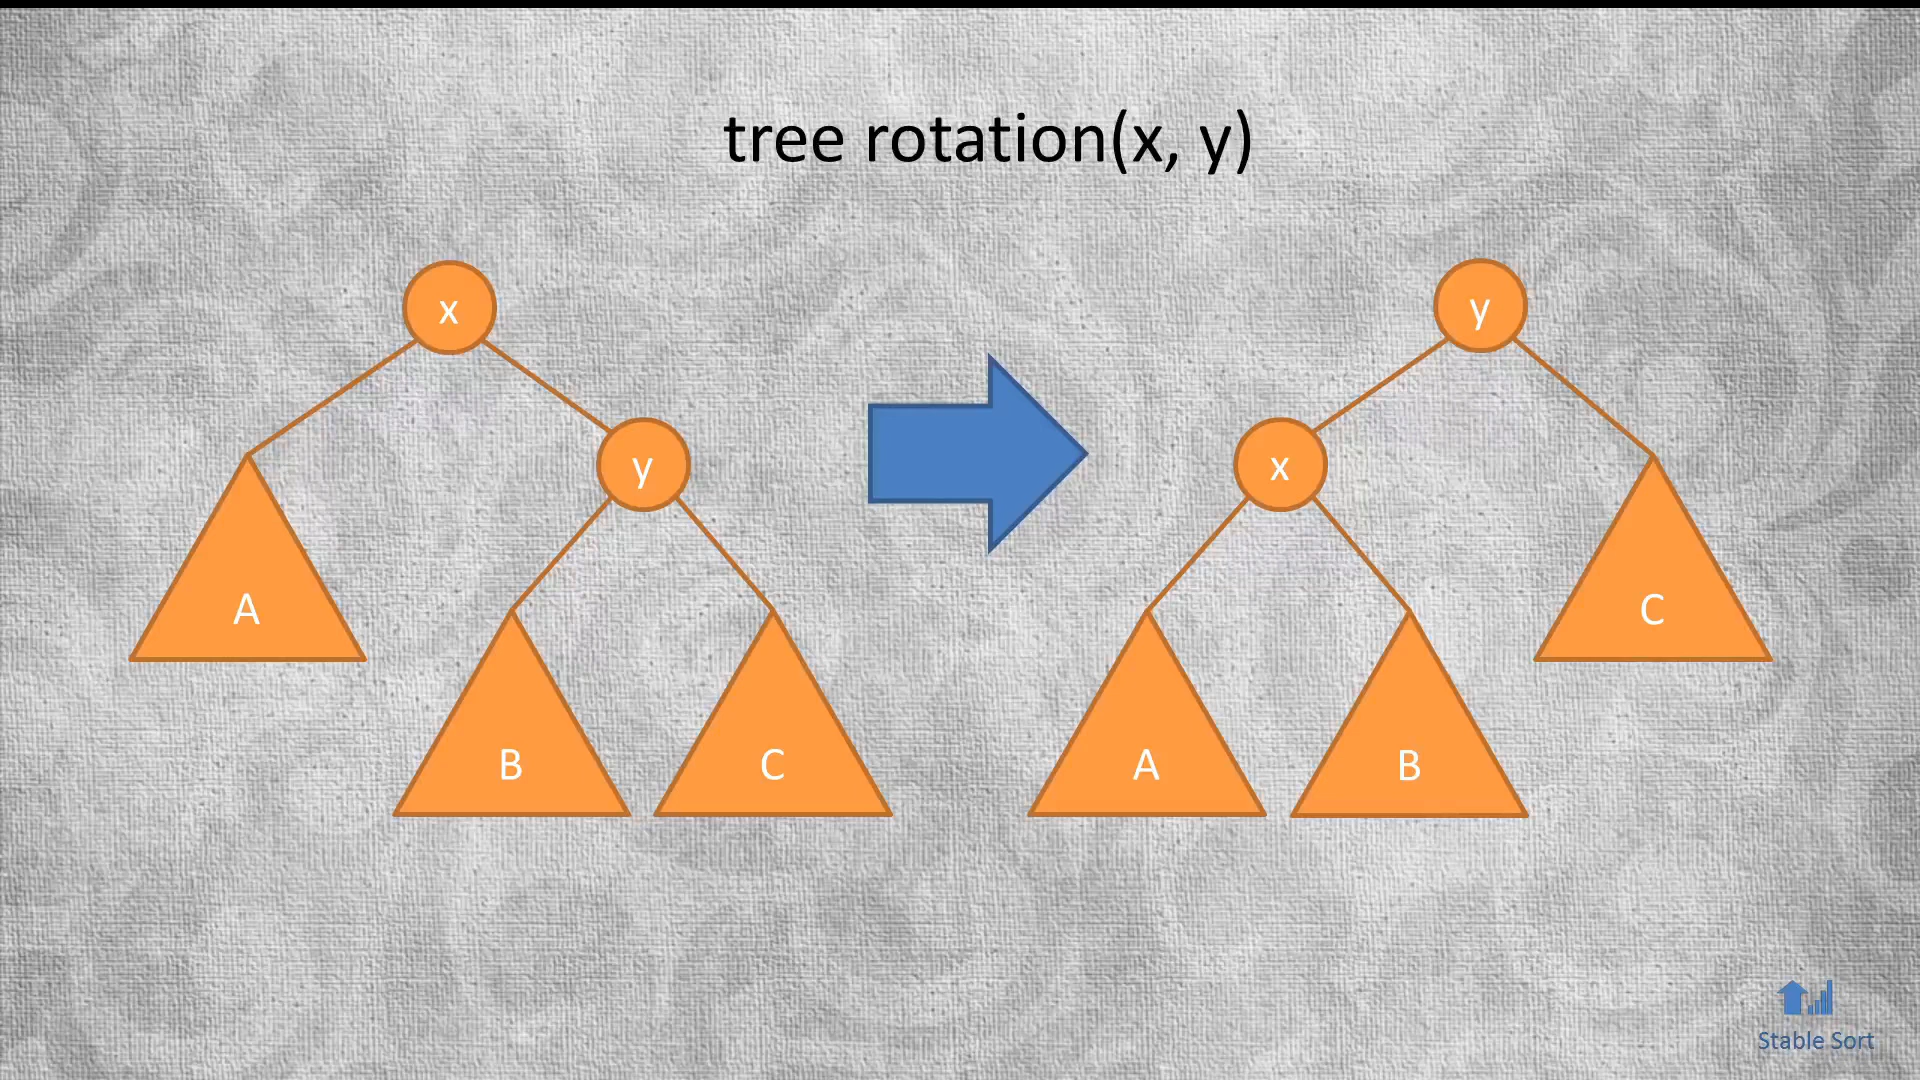 tree rotation(x, y)
x
y
A
B
C
y
x
C
A
B
Stable Sort